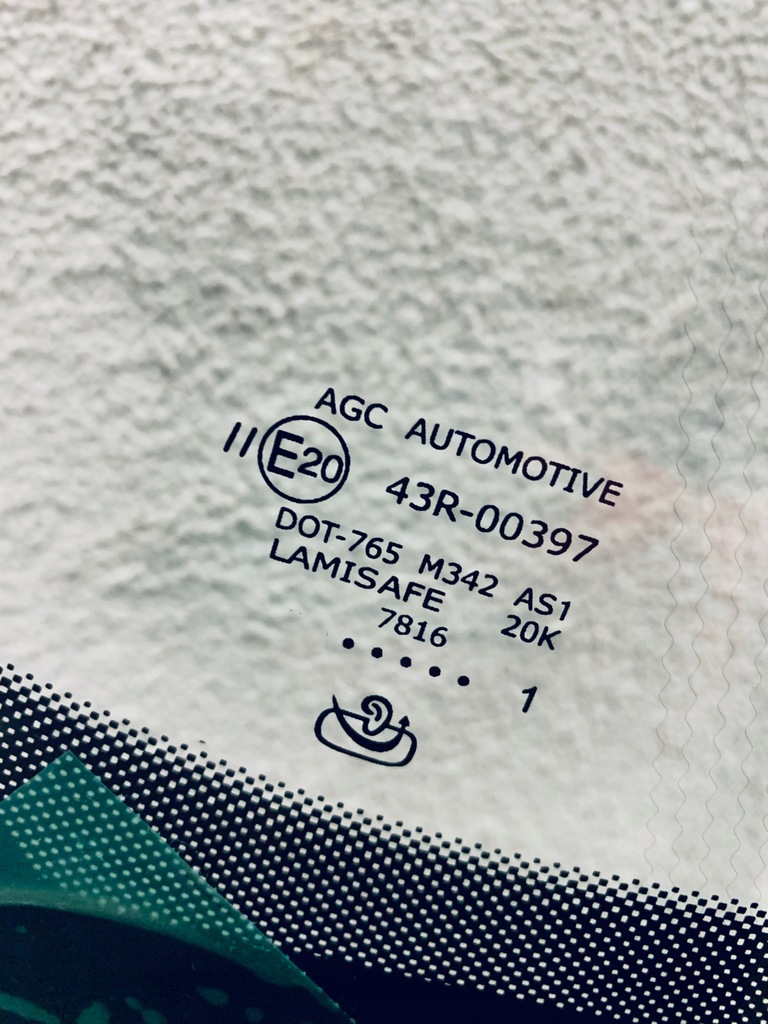 AGC AUTOMOTIVE
II E20 43R-00397
DOT-765 M342 AS1
LAMISAFE 20K
7816
..... 1